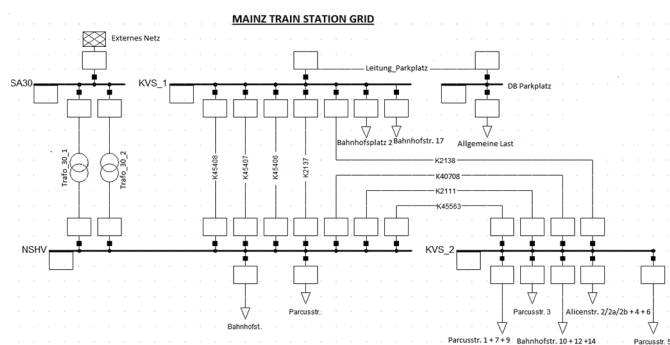 MAINZ TRAIN STATION GRID
Externes Netz
Leitung_Parkplatz
SA30
KVS_1
DB Parkplatz
Bahnhofsplatz 2
Bahnhofstr. 17
Allgemeine Last
Trafo_30_1
Trafo_30_2
K45408
K45407
K45406
K2137
K2138
K40708
K2111
K45563
NSHV
KVS_2
Bahnhofst..
Parcusstr..
Parcusstr. 3
Alicenstr. 2/2a/2b + 4 + 6
Parcusstr. 1 + 7 + 9
Bahnhofstr. 10 + 12 +14
Parcusstr.